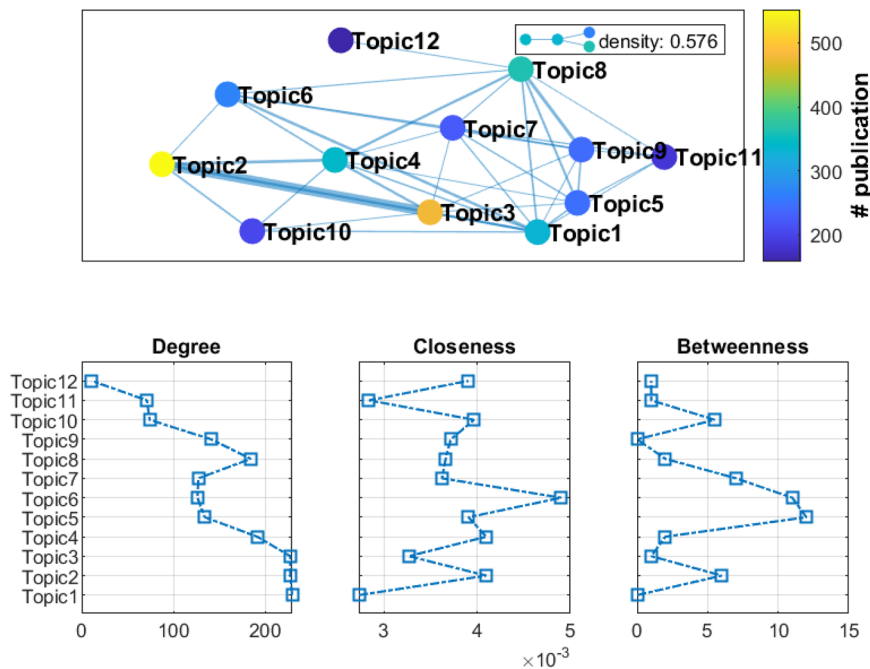 Topic12
density: 0.576
Topic8
Topic6
Topic7
Topic9
Topic11
Topic4
Topic2
Topic5
Topic3
Topic10
Topic1
500
400
300
200
# publication
Degree
Closeness
Betweenness
Topic12
Topic11
Topic10
Topic9
Topic8
Topic7
Topic6
Topic5
Topic4
Topic3
Topic2
Topic1
0 100 200
3 4 5
×10⁻³
0 5 10 15